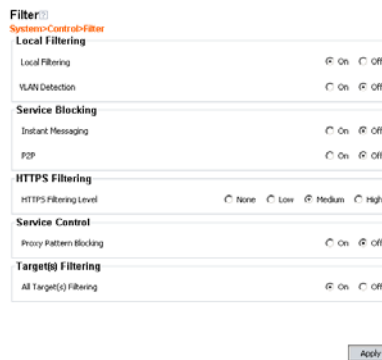 Filter
System>Control>Filter
Local Filtering
Local Filtering On Off
VLAN Detection On Off
Service Blocking
Instant Messaging On Off
P2P On Off
HTTPS Filtering
HTTPS Filtering Level None Low Medium High
Service Control
Proxy Pattern Blocking On Off
Target(s) Filtering
All Target(s) Filtering On Off
Apply